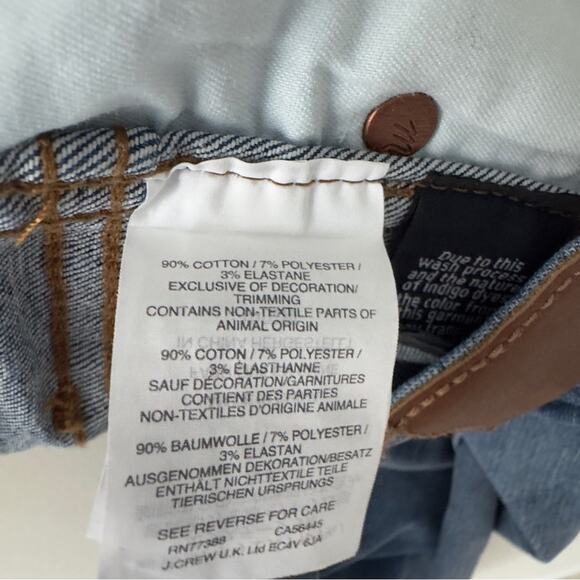 90% COTTON / 7% POLYESTER /
3% ELASTANE
EXCLUSIVE OF DECORATION/
TRIMMING
CONTAINS NON-TEXTILE PARTS OF
ANIMAL ORIGIN
90% COTON / 7% POLYESTER /
3% ÉLASTHANNE
SAUF DÉCORATION/GARNITURES
CONTIENT DES PARTIES
NON-TEXTILES D'ORIGINE ANIMALE
90% BAUMWOLLE / 7% POLYESTER /
3% ELASTAN
AUSGENOMMEN DEKORATION/BESATZ
ENTHÄLT NICHTTEXTILE TEILE
TIERISCHEN URSPRUNGS
SEE REVERSE FOR CARE
RN77388 CA56445
J.CREW U.K. Ltd EC4V 6JA
Due to this
wash process
and the natural
of indigo dye
the color
this garment